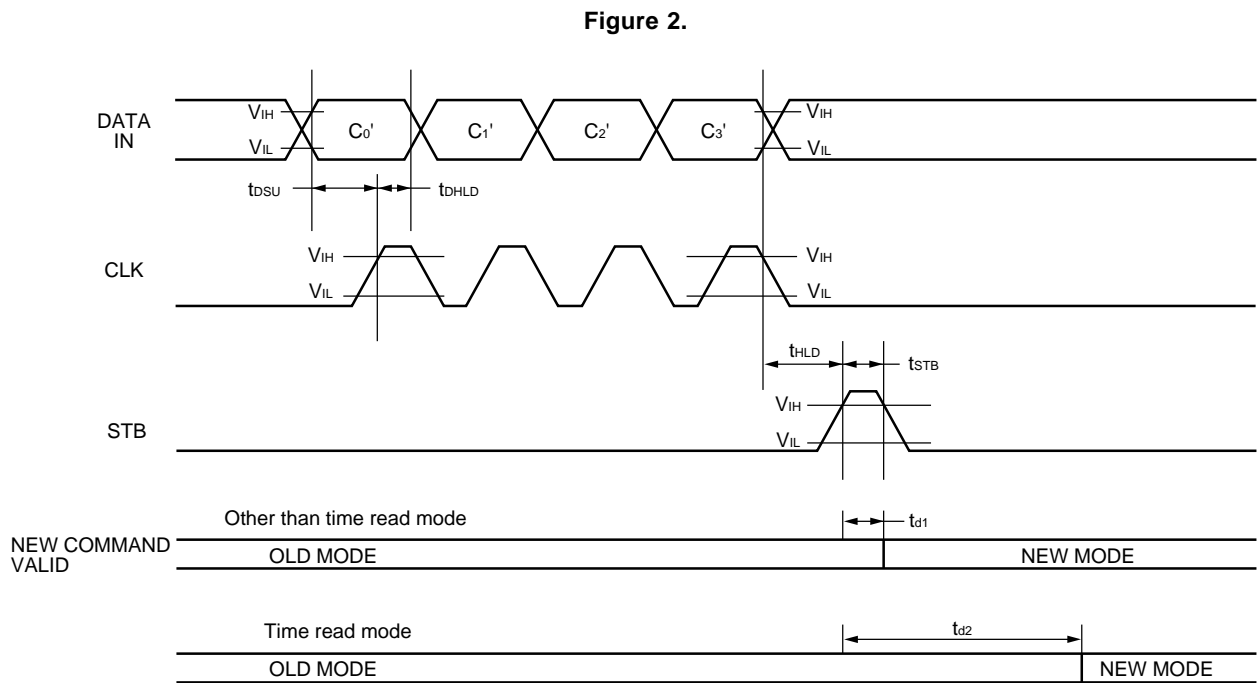 Figure 2.
DATA
IN
VIH
VIL
C0'
C1'
C2'
C3'
VIH
VIL
tDSU
tDHLD
CLK
VIH
VIL
VIH
VIL
tHLD
tSTB
STB
VIH
VIL
Other than time read mode
td1
NEW COMMAND
VALID
OLD MODE
NEW MODE
Time read mode
td2
OLD MODE
NEW MODE